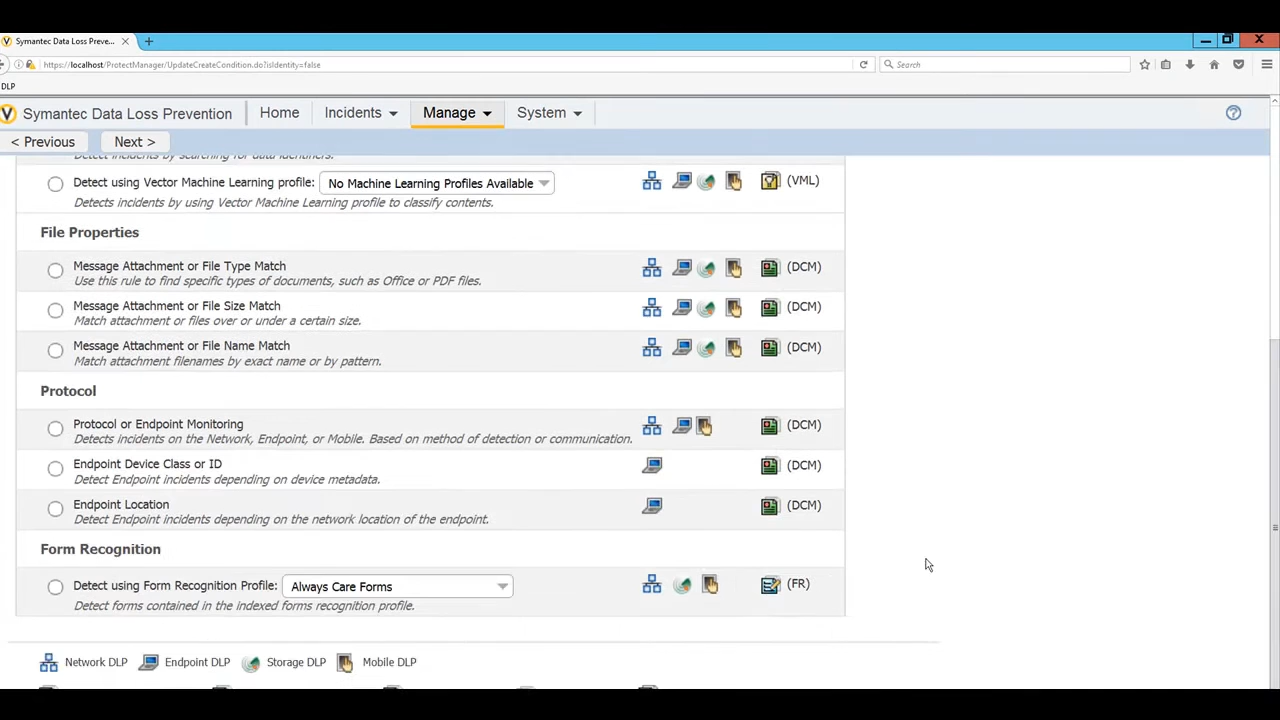 Symantec Data Loss Preve... × +
https://localhost/ProtectManager/UpdateCreateCondition.do?isIdentity=false
Search
DLP
Symantec Data Loss Prevention Home Incidents Manage System
< Previous Next >
Detect incidents by searching for data identifiers.
Detect using Vector Machine Learning profile: No Machine Learning Profiles Available (VML)
Detects incidents by using Vector Machine Learning profile to classify contents.
File Properties
Message Attachment or File Type Match (DCM)
Use this rule to find specific types of documents, such as Office or PDF files.
Message Attachment or File Size Match (DCM)
Match attachment or files over or under a certain size.
Message Attachment or File Name Match (DCM)
Match attachment filenames by exact name or by pattern.
Protocol
Protocol or Endpoint Monitoring (DCM)
Detects incidents on the Network, Endpoint, or Mobile. Based on method of detection or communication.
Endpoint Device Class or ID (DCM)
Detect Endpoint incidents depending on device metadata.
Endpoint Location (DCM)
Detect Endpoint incidents depending on the network location of the endpoint.
Form Recognition
Detect using Form Recognition Profile: Always Care Forms (FR)
Detect forms contained in the indexed forms recognition profile.
Network DLP Endpoint DLP Storage DLP Mobile DLP